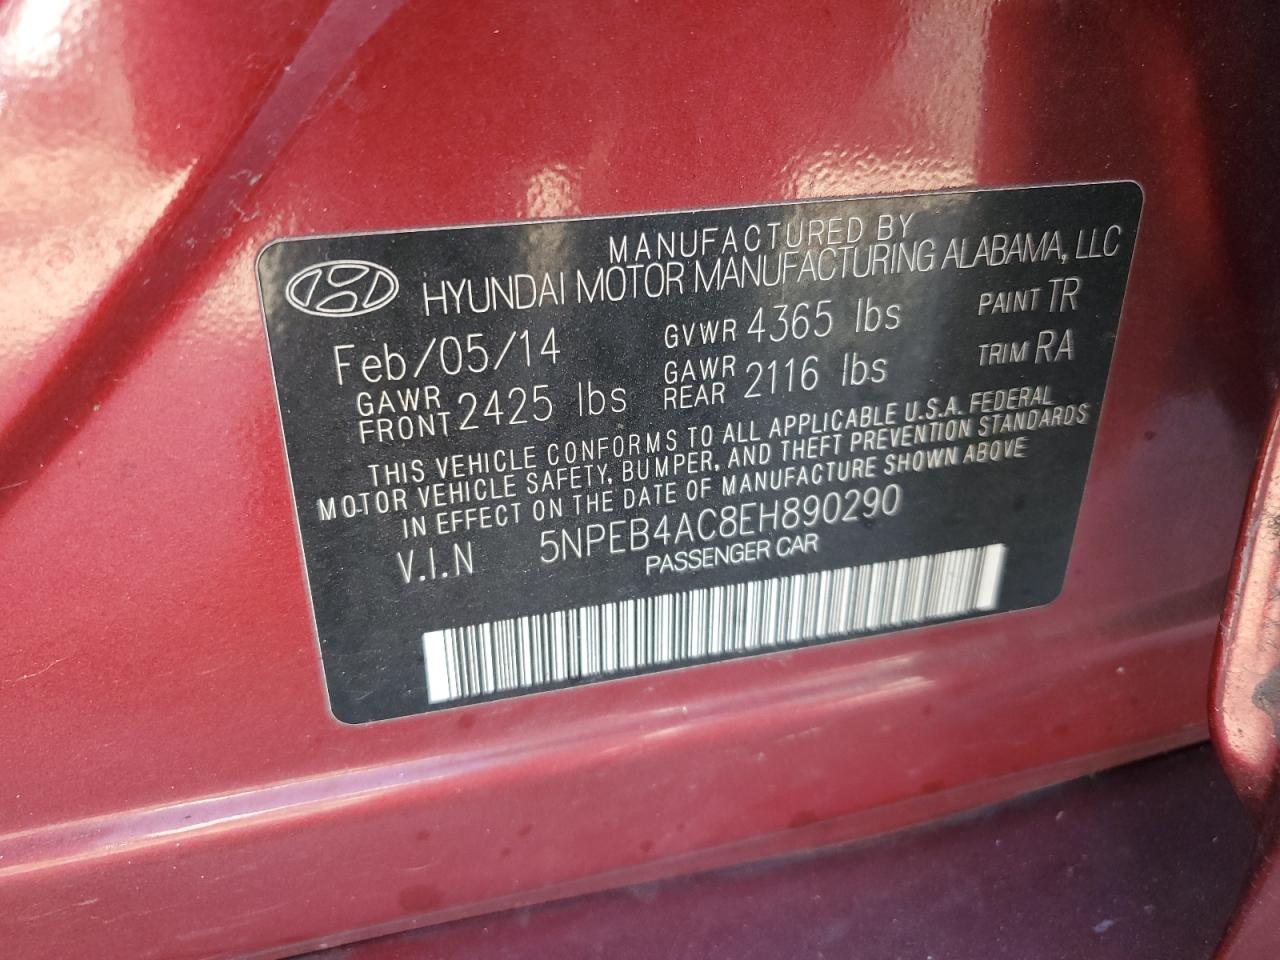 MANUFACTURED BY
HYUNDAI MOTOR MANUFACTURING ALABAMA, LLC
Feb/05/14 GVWR 4365 lbs PAINT TR
GAWR FRONT 2425 lbs GAWR REAR 2116 lbs TRIM RA
THIS VEHICLE CONFORMS TO ALL APPLICABLE U.S.A. FEDERAL
MOTOR VEHICLE SAFETY, BUMPER, AND THEFT PREVENTION STANDARDS
IN EFFECT ON THE DATE OF MANUFACTURE SHOWN ABOVE
V.I.N 5NPEB4AC8EH890290
PASSENGER CAR